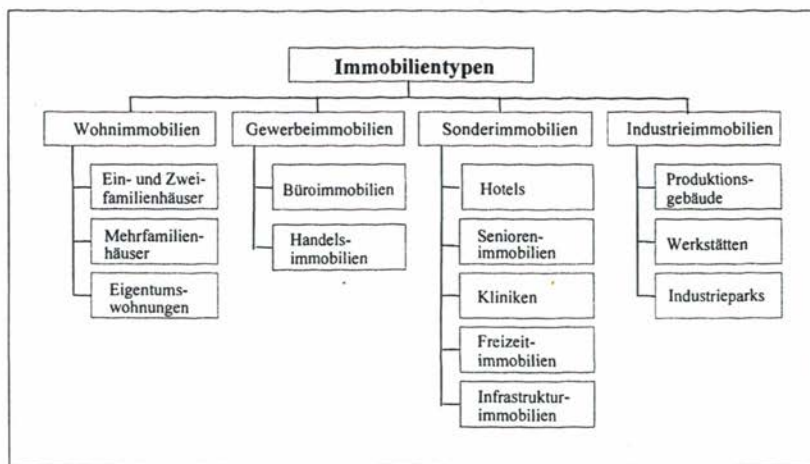 Immobilientypen
Wohnimmobilien
Ein- und Zwei-
familienhäuser
Mehrfamilien-
häuser
Eigentums-
wohnungen
Gewerbeimmobilien
Büroimmobilien
Handels-
immobilien
Sonderimmobilien
Hotels
Senioren-
immobilien
Kliniken
Freizeit-
immobilien
Infrastruktur-
immobilien
Industrieimmobilien
Produktions-
gebäude
Werkstätten
Industrieparks